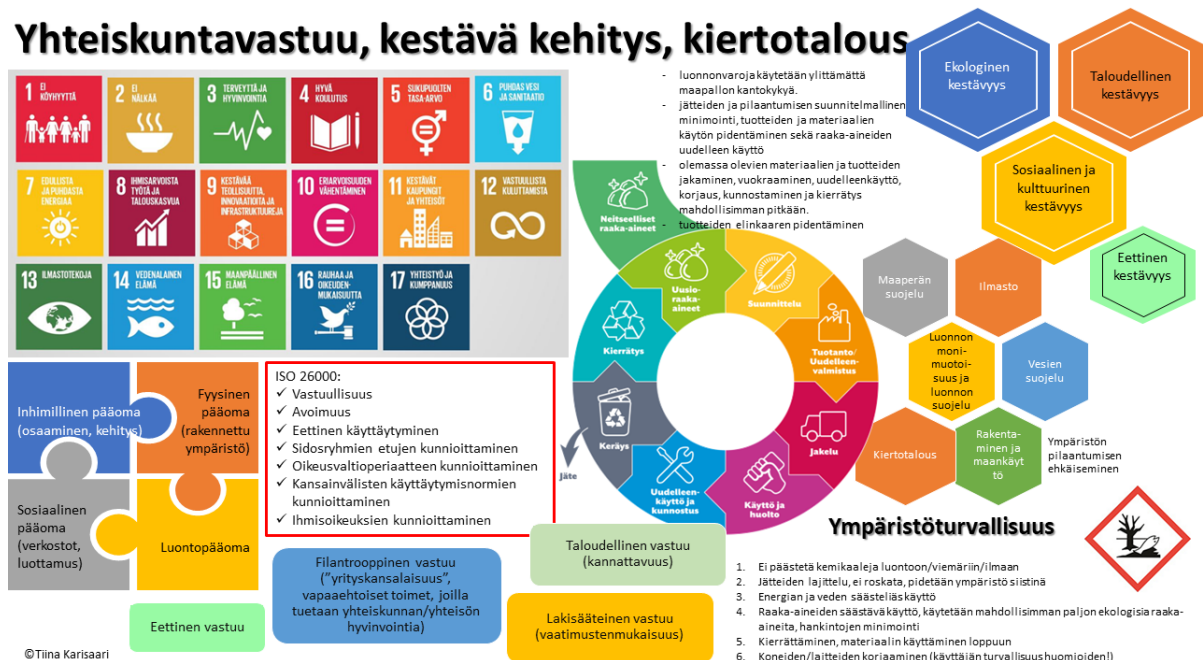 Yhteiskuntavastuu, kestävä kehitys, kiertotalous
1 EI
KÖYHYYTTÄ
2 EI
NÄLKÄÄ
3 TERVEYTTÄ JA
HYVINVOINTIA
4 HYVÄ
KOULUTUS
5 SUKUPUOLTEN
TASA-ARVO
6 PUHDAS VESI
JA SANITAATIO
7 EDULLISTA
JA PUHDASTA
ENERGIAA
8 IHMISARVOISTA
TYÖTÄ JA
TALOUSKASVUA
9 KESTÄVÄÄ
TEOLLISUUTTA,
INNOVAATIOITA JA
INFRASTRUKTUUREJA
10 ERIARVOISUUDEN
VÄHENTÄMINEN
11 KESTÄVÄT
KAUPUNGIT
JA YHTEISÖT
12 VASTUULLISTA
KULUTTAMISTA
13 ILMASTOTEKOJA
14 VEDENALAINEN
ELÄMÄ
15 MAANPÄÄLLINEN
ELÄMÄ
16 RAUHAA JA
OIKEUDEN-
MUKAISUUTTA
17 YHTEISTYÖ JA
KUMPPANUUS
- luonnonvaroja käytetään ylittämättä
maapallon kantokykyä.
- jätteiden ja pilaantumisen suunnitelmallinen
minimointi, tuotteiden ja materiaalien
käytön pidentäminen sekä raaka-aineiden
uudelleen käyttö
- olemassa olevien materiaalien ja tuotteiden
jakaminen, vuokraaminen, uudelleenkäyttö,
korjaus, kunnostaminen ja kierrätys
mahdollisimman pitkään.
- tuotteiden elinkaaren pidentäminen
Ekologinen
kestävyys
Taloudellinen
kestävyys
Sosiaalinen ja
kulttuurinen
kestävyys
Eettinen
kestävyys
Neitseelliset
raaka-aineet
Uusio-
raaka-
aineet
Suunnittelu
Tuotanto/
Uudelleen-
valmistus
Jakelu
Käyttö ja
huolto
Uudelleen-
käyttö ja
kunnostus
Keräys
Kierrätys
Jäte
Maaperän
suojelu
Ilmasto
Luonnon
moni-
muotoi-
suus ja
luonnon
suojelu
Vesien
suojelu
Kiertotalous
Rakenta-
minen ja
maankäyt
tö
Ympäristön
pilaantumisen
ehkäiseminen
Inhimillinen pääoma
(osaaminen, kehitys)
Fyysinen
pääoma
(rakennettu
ympäristö)
Sosiaalinen
pääoma
(verkostot,
luottamus)
Luontopääoma
ISO 26000:
✓ Vastuullisuus
✓ Avoimuus
✓ Eettinen käyttäytyminen
✓ Sidosryhmien etujen kunnioittaminen
✓ Oikeusvaltioperiaatteen kunnioittaminen
✓ Kansainvälisten käyttäytymisnormien
kunnioittaminen
✓ Ihmisoikeuksien kunnioittaminen
Eettinen vastuu
Filantrooppinen vastuu
("yrityskansalaisuus",
vapaaehtoiset toimet, joilla
tuetaan yhteiskunnan/yhteisön
hyvinvointia)
Taloudellinen vastuu
(kannattavuus)
Lakisääteinen vastuu
(vaatimustenmukaisuus)
Ympäristöturvallisuus
1. Ei päästetä kemikaaleja luontoon/viemäriin/ilmaan
2. Jätteiden lajittelu, ei roskata, pidetään ympäristö siistinä
3. Energian ja veden säästeliäs käyttö
4. Raaka-aineiden säästävä käyttö, käytetään mahdollisimman paljon ekologisia raaka-
aineita, hankintojen minimointi
5. Kierrättäminen, materiaalin käyttäminen loppuun
6. Koneiden/laitteiden korjaaminen (käyttäjän turvallisuus huomioiden!)
©Tiina Karisaari